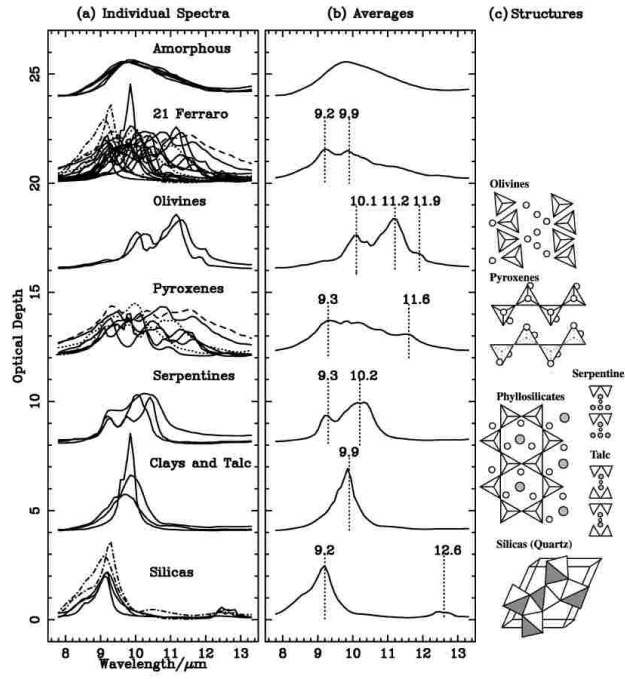 (a) Individual Spectra
(b) Averages
(c) Structures
Optical Depth
25
20
15
10
5
0
Amorphous
21 Ferraro
Olivines
Pyroxenes
Serpentines
Clays and Talc
Silicas
8 9 10 11 12 13
Wavelength/μm
9.2 9.9
10.1 11.2 11.9
9.3 11.6
9.3 10.2
9.9
9.2 12.6
8 9 10 11 12 13
Olivines
Pyroxenes
Serpentine
Phyllosilicates
Talc
Silicas (Quartz)